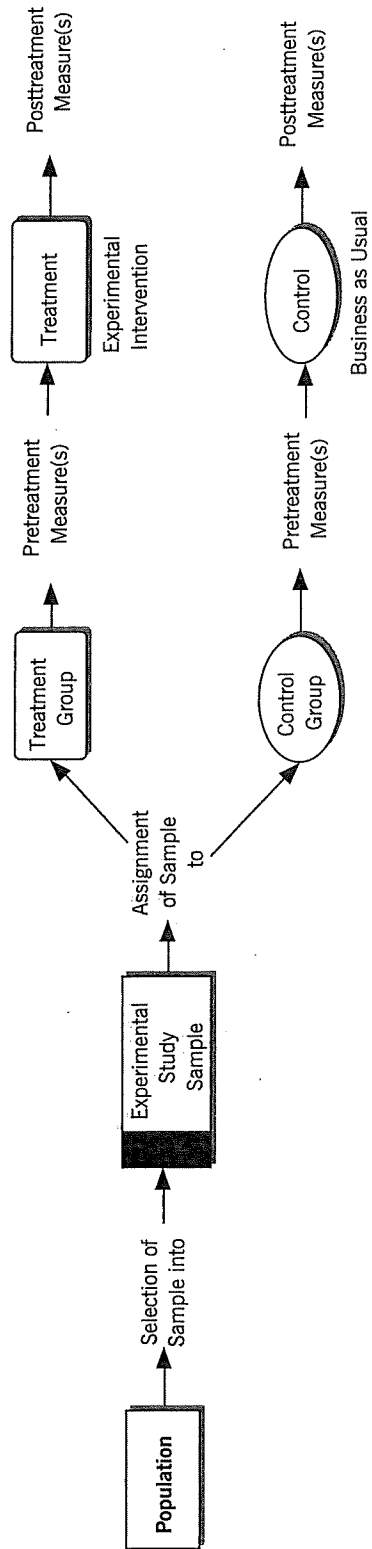 Population
Selection of
Sample into
Experimental
Study
Sample
Assignment
of Sample
to
Treatment
Group
Pretreatment
Measure(s)
Treatment
Experimental
Intervention
Posttreatment
Measure(s)
Control
Group
Pretreatment
Measure(s)
Control
Business as Usual
Posttreatment
Measure(s)